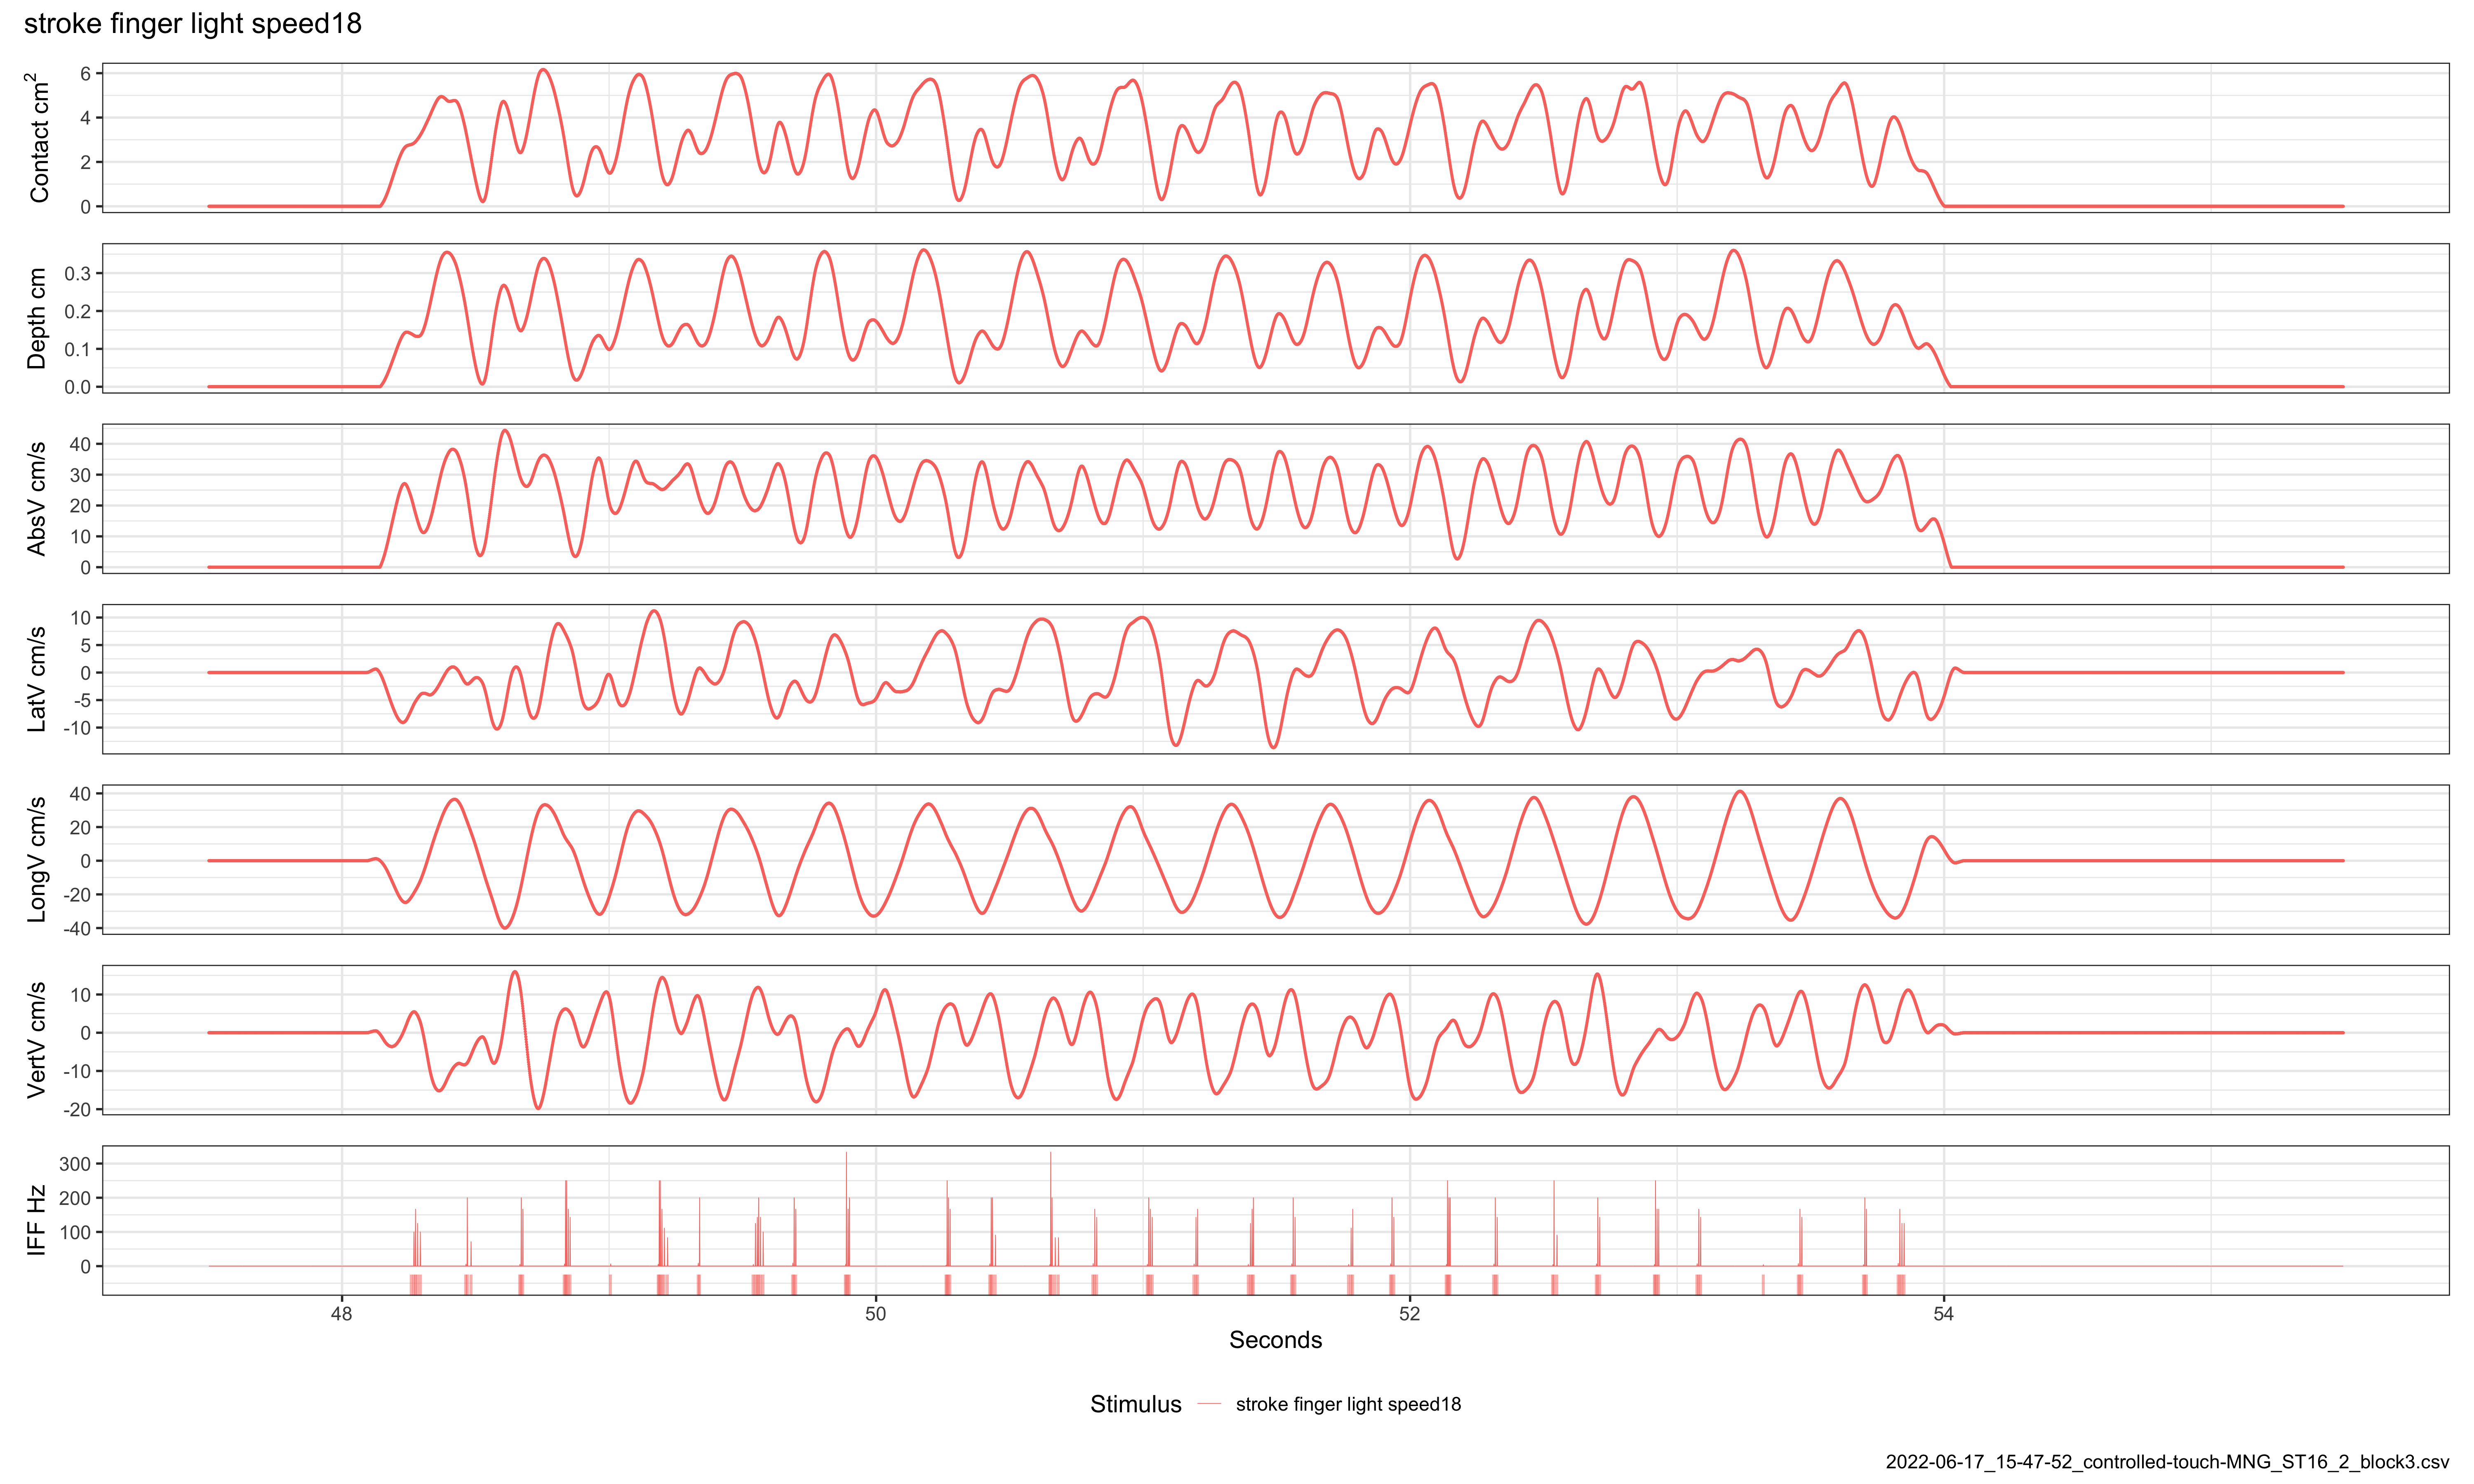 stroke finger light speed18
Contact cm²
6
4
2
0
Depth cm
0.3
0.2
0.1
0.0
AbsV cm/s
40
30
20
10
0
LatV cm/s
10
5
0
-5
-10
LongV cm/s
40
20
0
-20
-40
VertV cm/s
10
0
-10
-20
IFF Hz
300
200
100
0
48 50 52 54
Seconds
Stimulus stroke finger light speed18
2022-06-17_15-47-52_controlled-touch-MNG_ST16_2_block3.csv